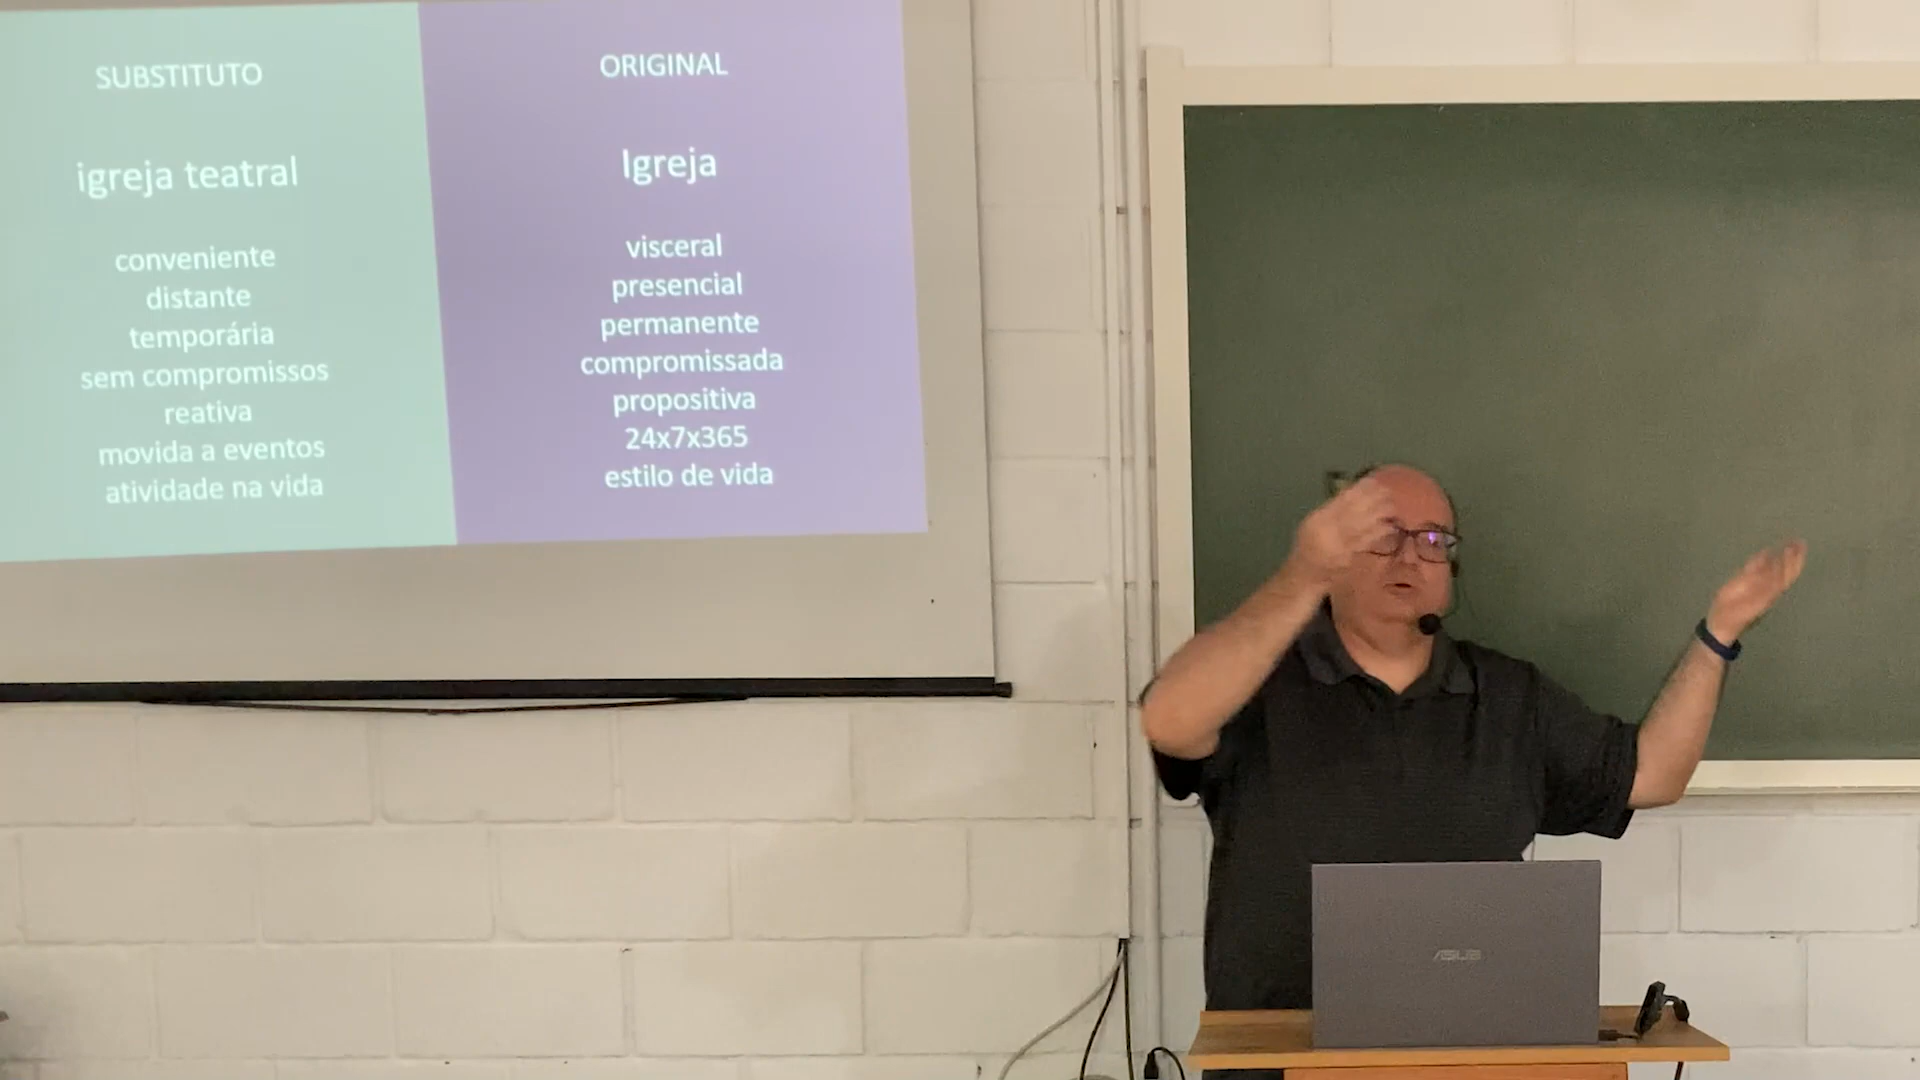 SUBSTITUTO
igreja teatral
conveniente
distante
temporária
sem compromissos
reativa
movida a eventos
atividade na vida
ORIGINAL
Igreja
visceral
presencial
permanente
compromissada
propositiva
24x7x365
estilo de vida
ASUS